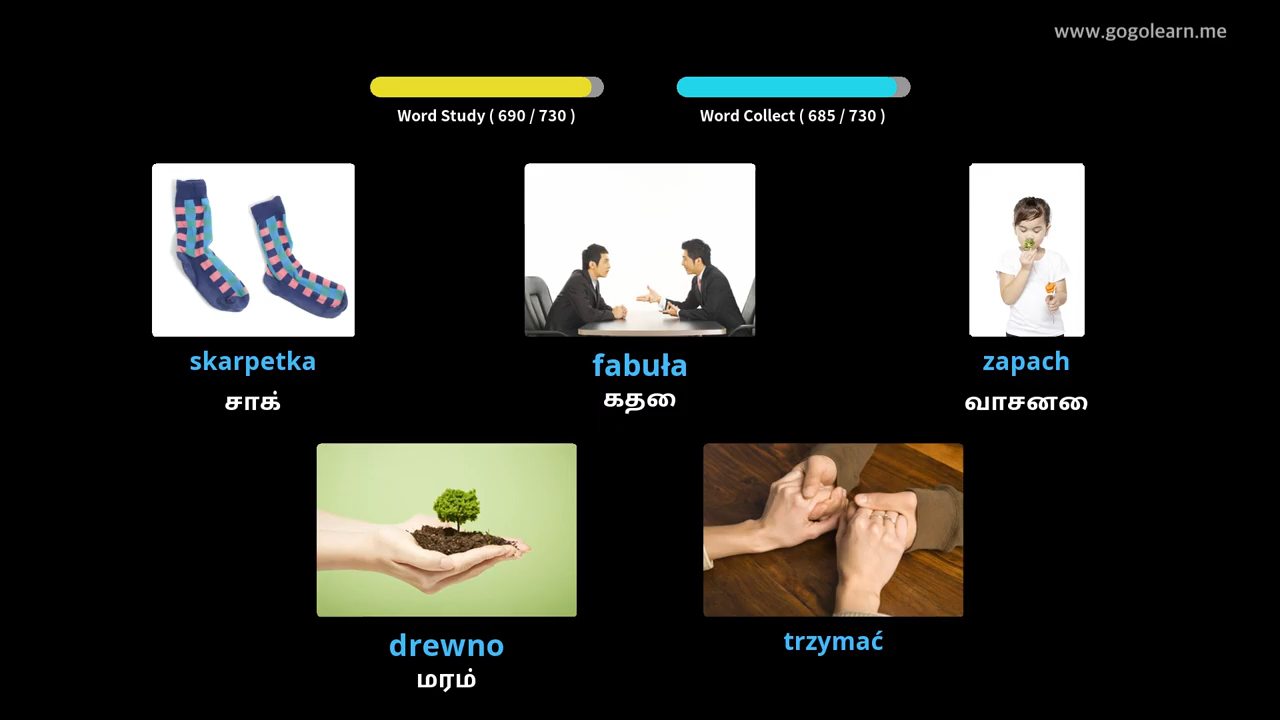 www.gogolearn.me
Word Study ( 690 / 730 )
Word Collect ( 685 / 730 )
skarpetka
fabuła
zapach
சாக்
கதை
வாசனை
drewno
trzymać
மரம்